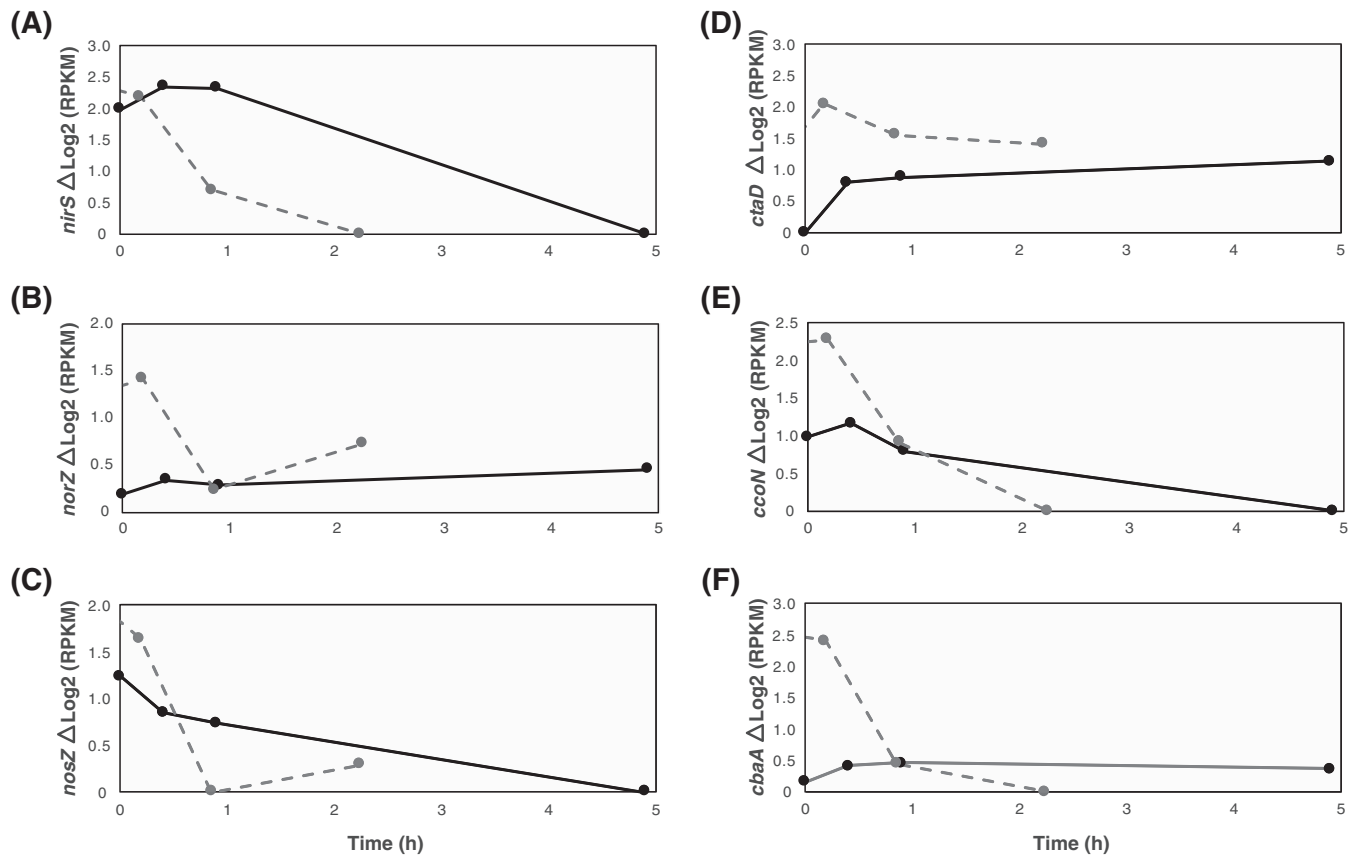 (A)
nirS △Log2 (RPKM)
3.0
2.5
2.0
1.5
1.0
0.5
0
0 1 2 3 4 5
(B)
norZ △Log2 (RPKM)
2.0
1.5
1.0
0.5
0
0 1 2 3 4 5
(C)
nosZ △Log2 (RPKM)
2.0
1.5
1.0
0.5
0
0 1 2 3 4 5
Time (h)
(D)
ctaD △Log2 (RPKM)
3.0
2.5
2.0
1.5
1.0
0.5
0
0 1 2 3 4 5
(E)
ccoN △Log2 (RPKM)
2.5
2.0
1.5
1.0
0.5
0
0 1 2 3 4 5
(F)
cbaA △Log2 (RPKM)
3.0
2.5
2.0
1.5
1.0
0.5
0
0 1 2 3 4 5
Time (h)